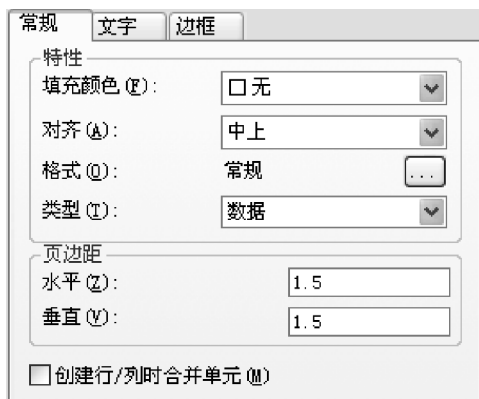 常规 文字 边框
特性
填充颜色(F): 无
对齐(A): 中上
格式(O): 常规 ...
类型(T): 数据
页边距
水平(Z): 1.5
垂直(V): 1.5
创建行/列时合并单元(M)